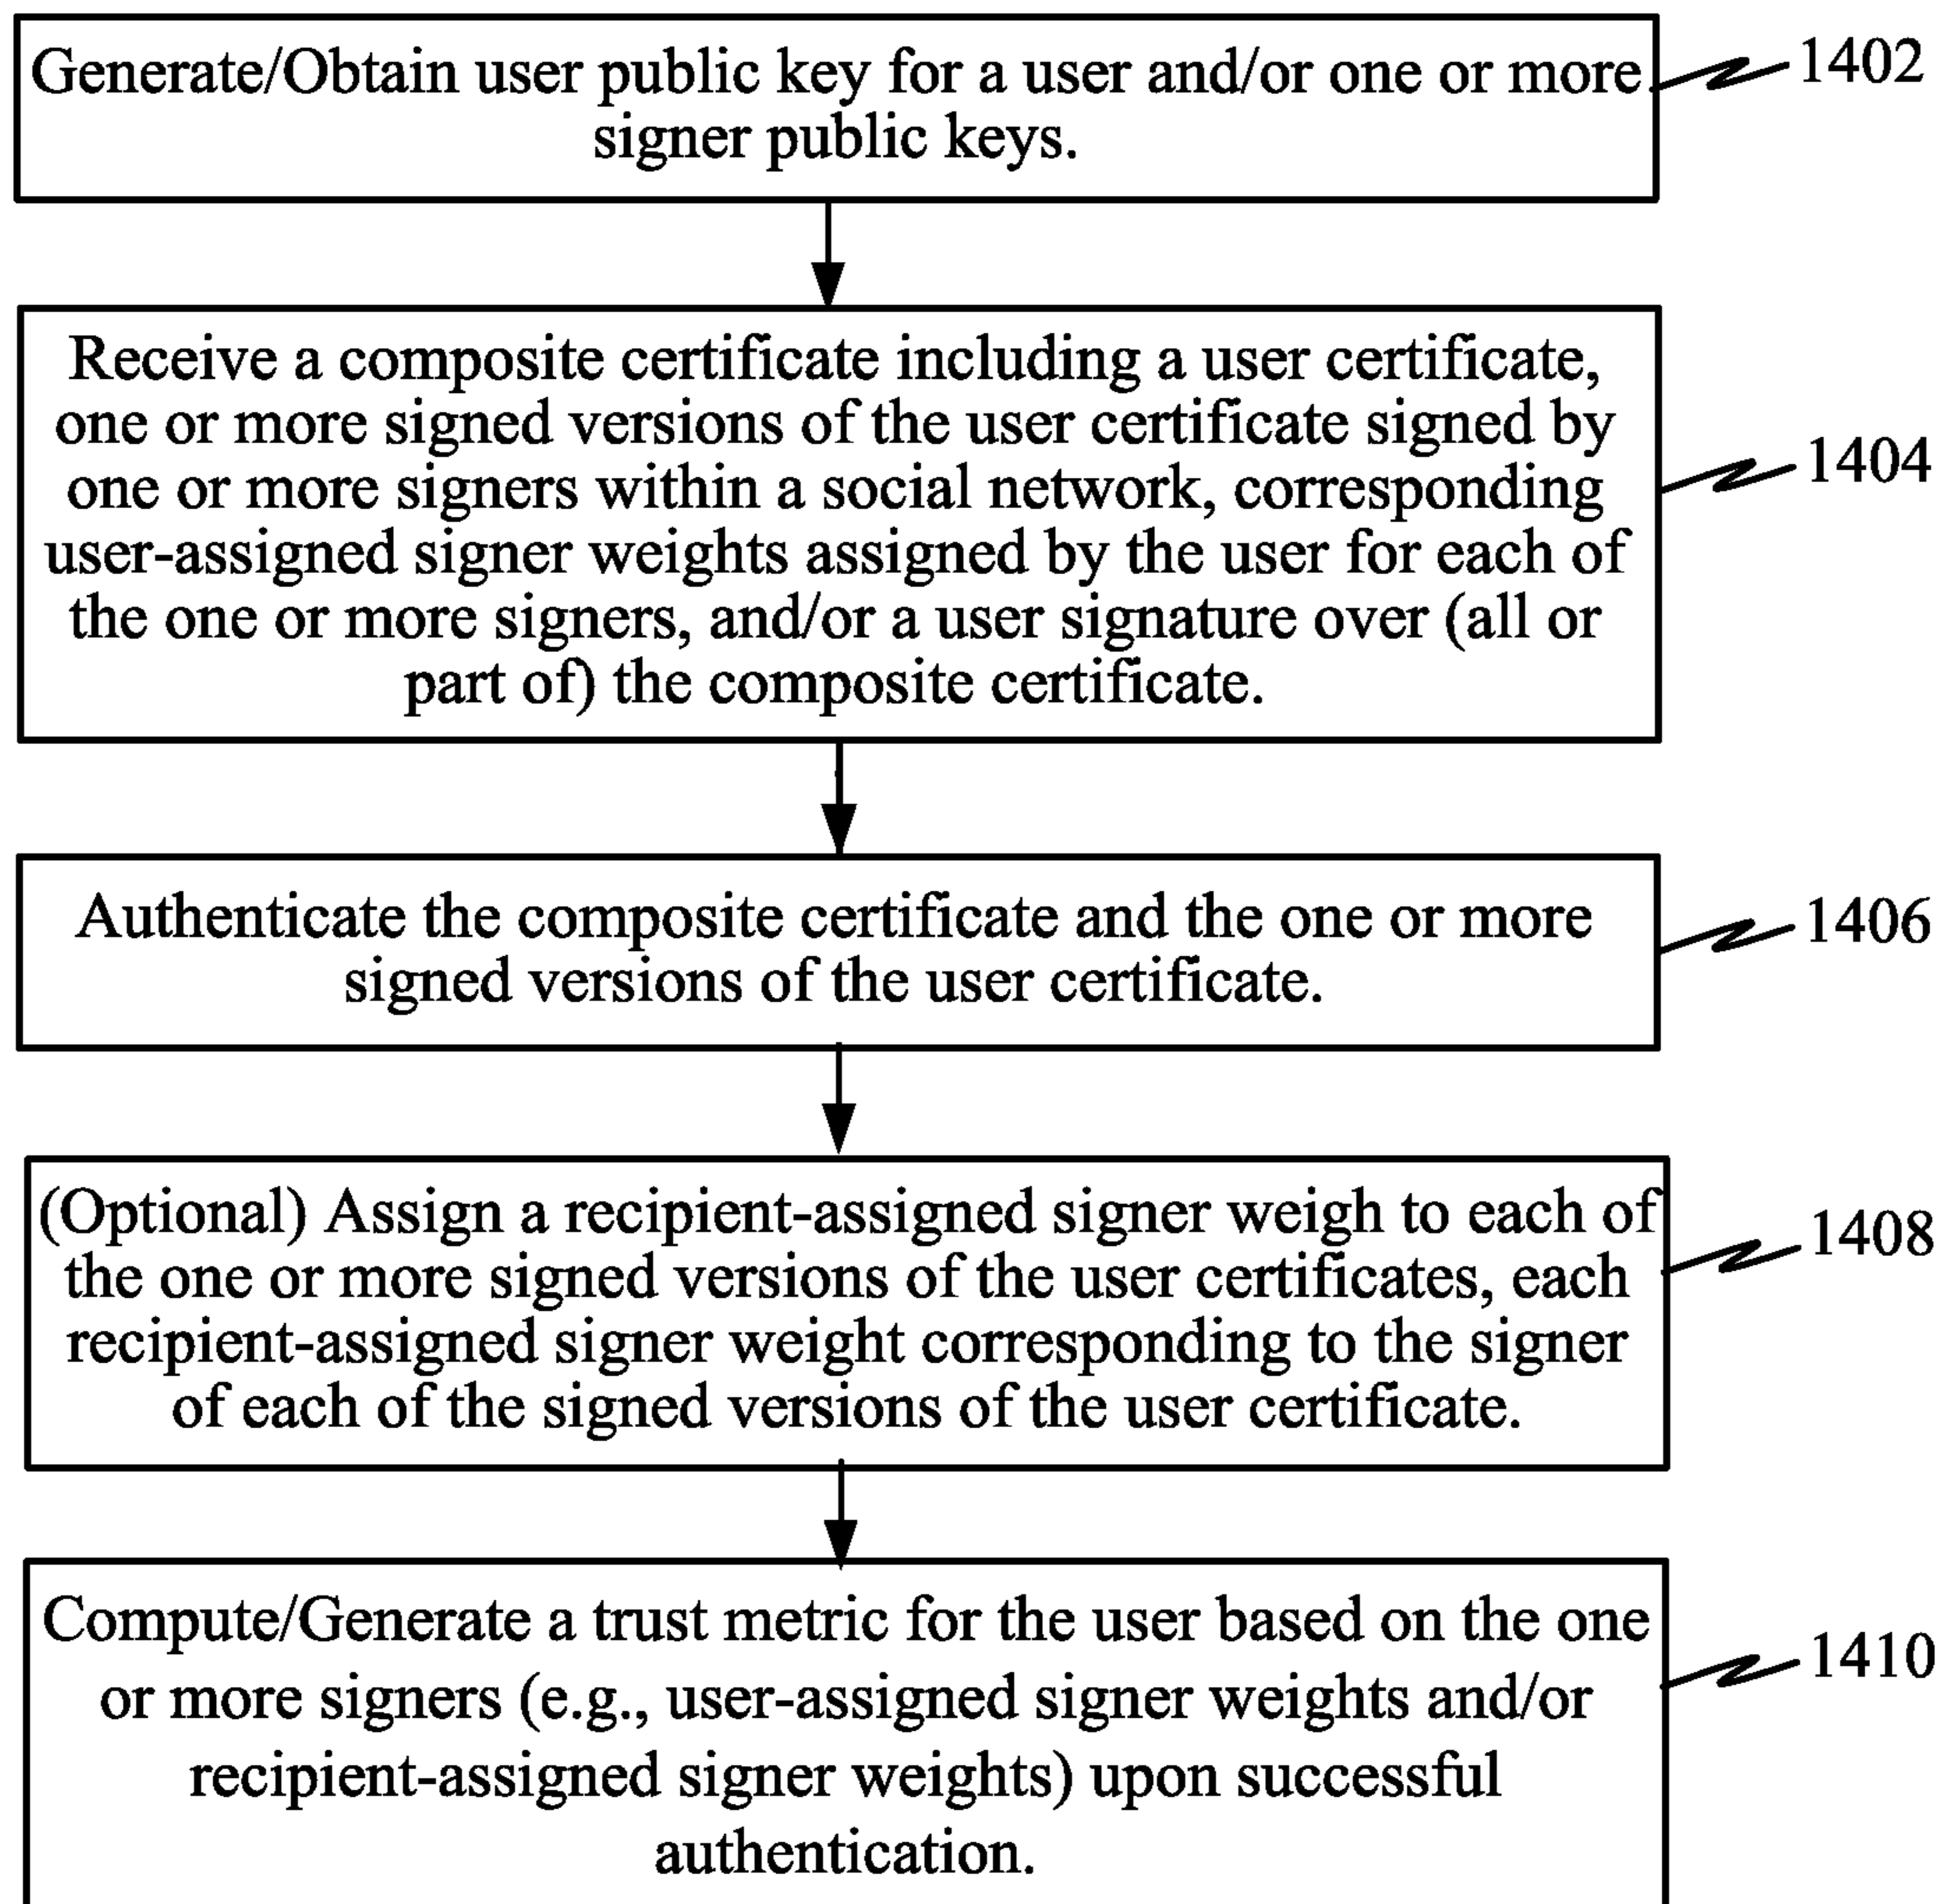 Generate/Obtain user public key for a user and/or one or more
signer public keys.
1402
Receive a composite certificate including a user certificate,
one or more signed versions of the user certificate signed by
one or more signers within a social network, corresponding
user-assigned signer weights assigned by the user for each of
the one or more signers, and/or a user signature over (all or
part of) the composite certificate.
1404
Authenticate the composite certificate and the one or more
signed versions of the user certificate.
1406
(Optional) Assign a recipient-assigned signer weigh to each of
the one or more signed versions of the user certificates, each
recipient-assigned signer weight corresponding to the signer
of each of the signed versions of the user certificate.
1408
Compute/Generate a trust metric for the user based on the one
or more signers (e.g., user-assigned signer weights and/or
recipient-assigned signer weights) upon successful
authentication.
1410